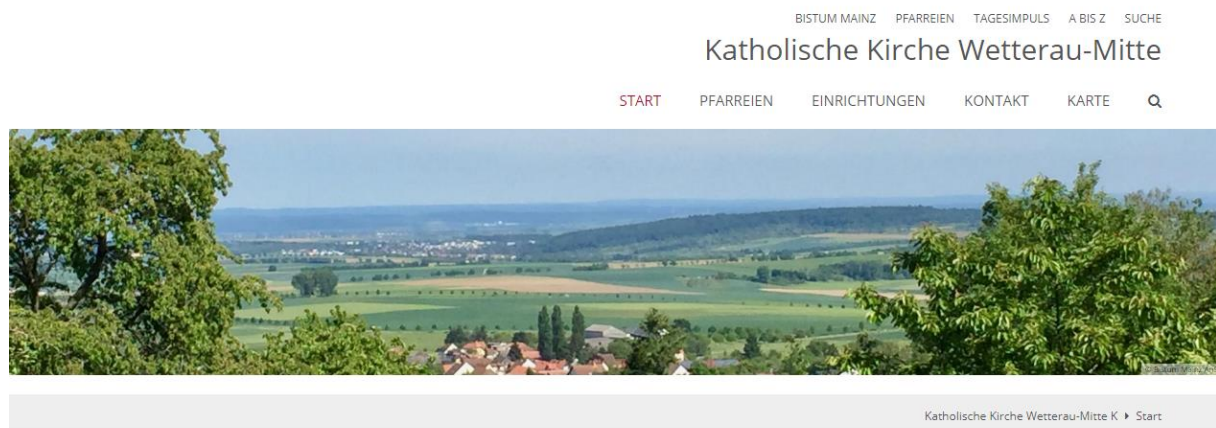 BISTUM MAINZ PFARREIEN TAGESIMPULS A BIS Z SUCHE
Katholische Kirche Wetterau-Mitte
START PFARREIEN EINRICHTUNGEN KONTAKT KARTE
Katholische Kirche Wetterau-Mitte K Start